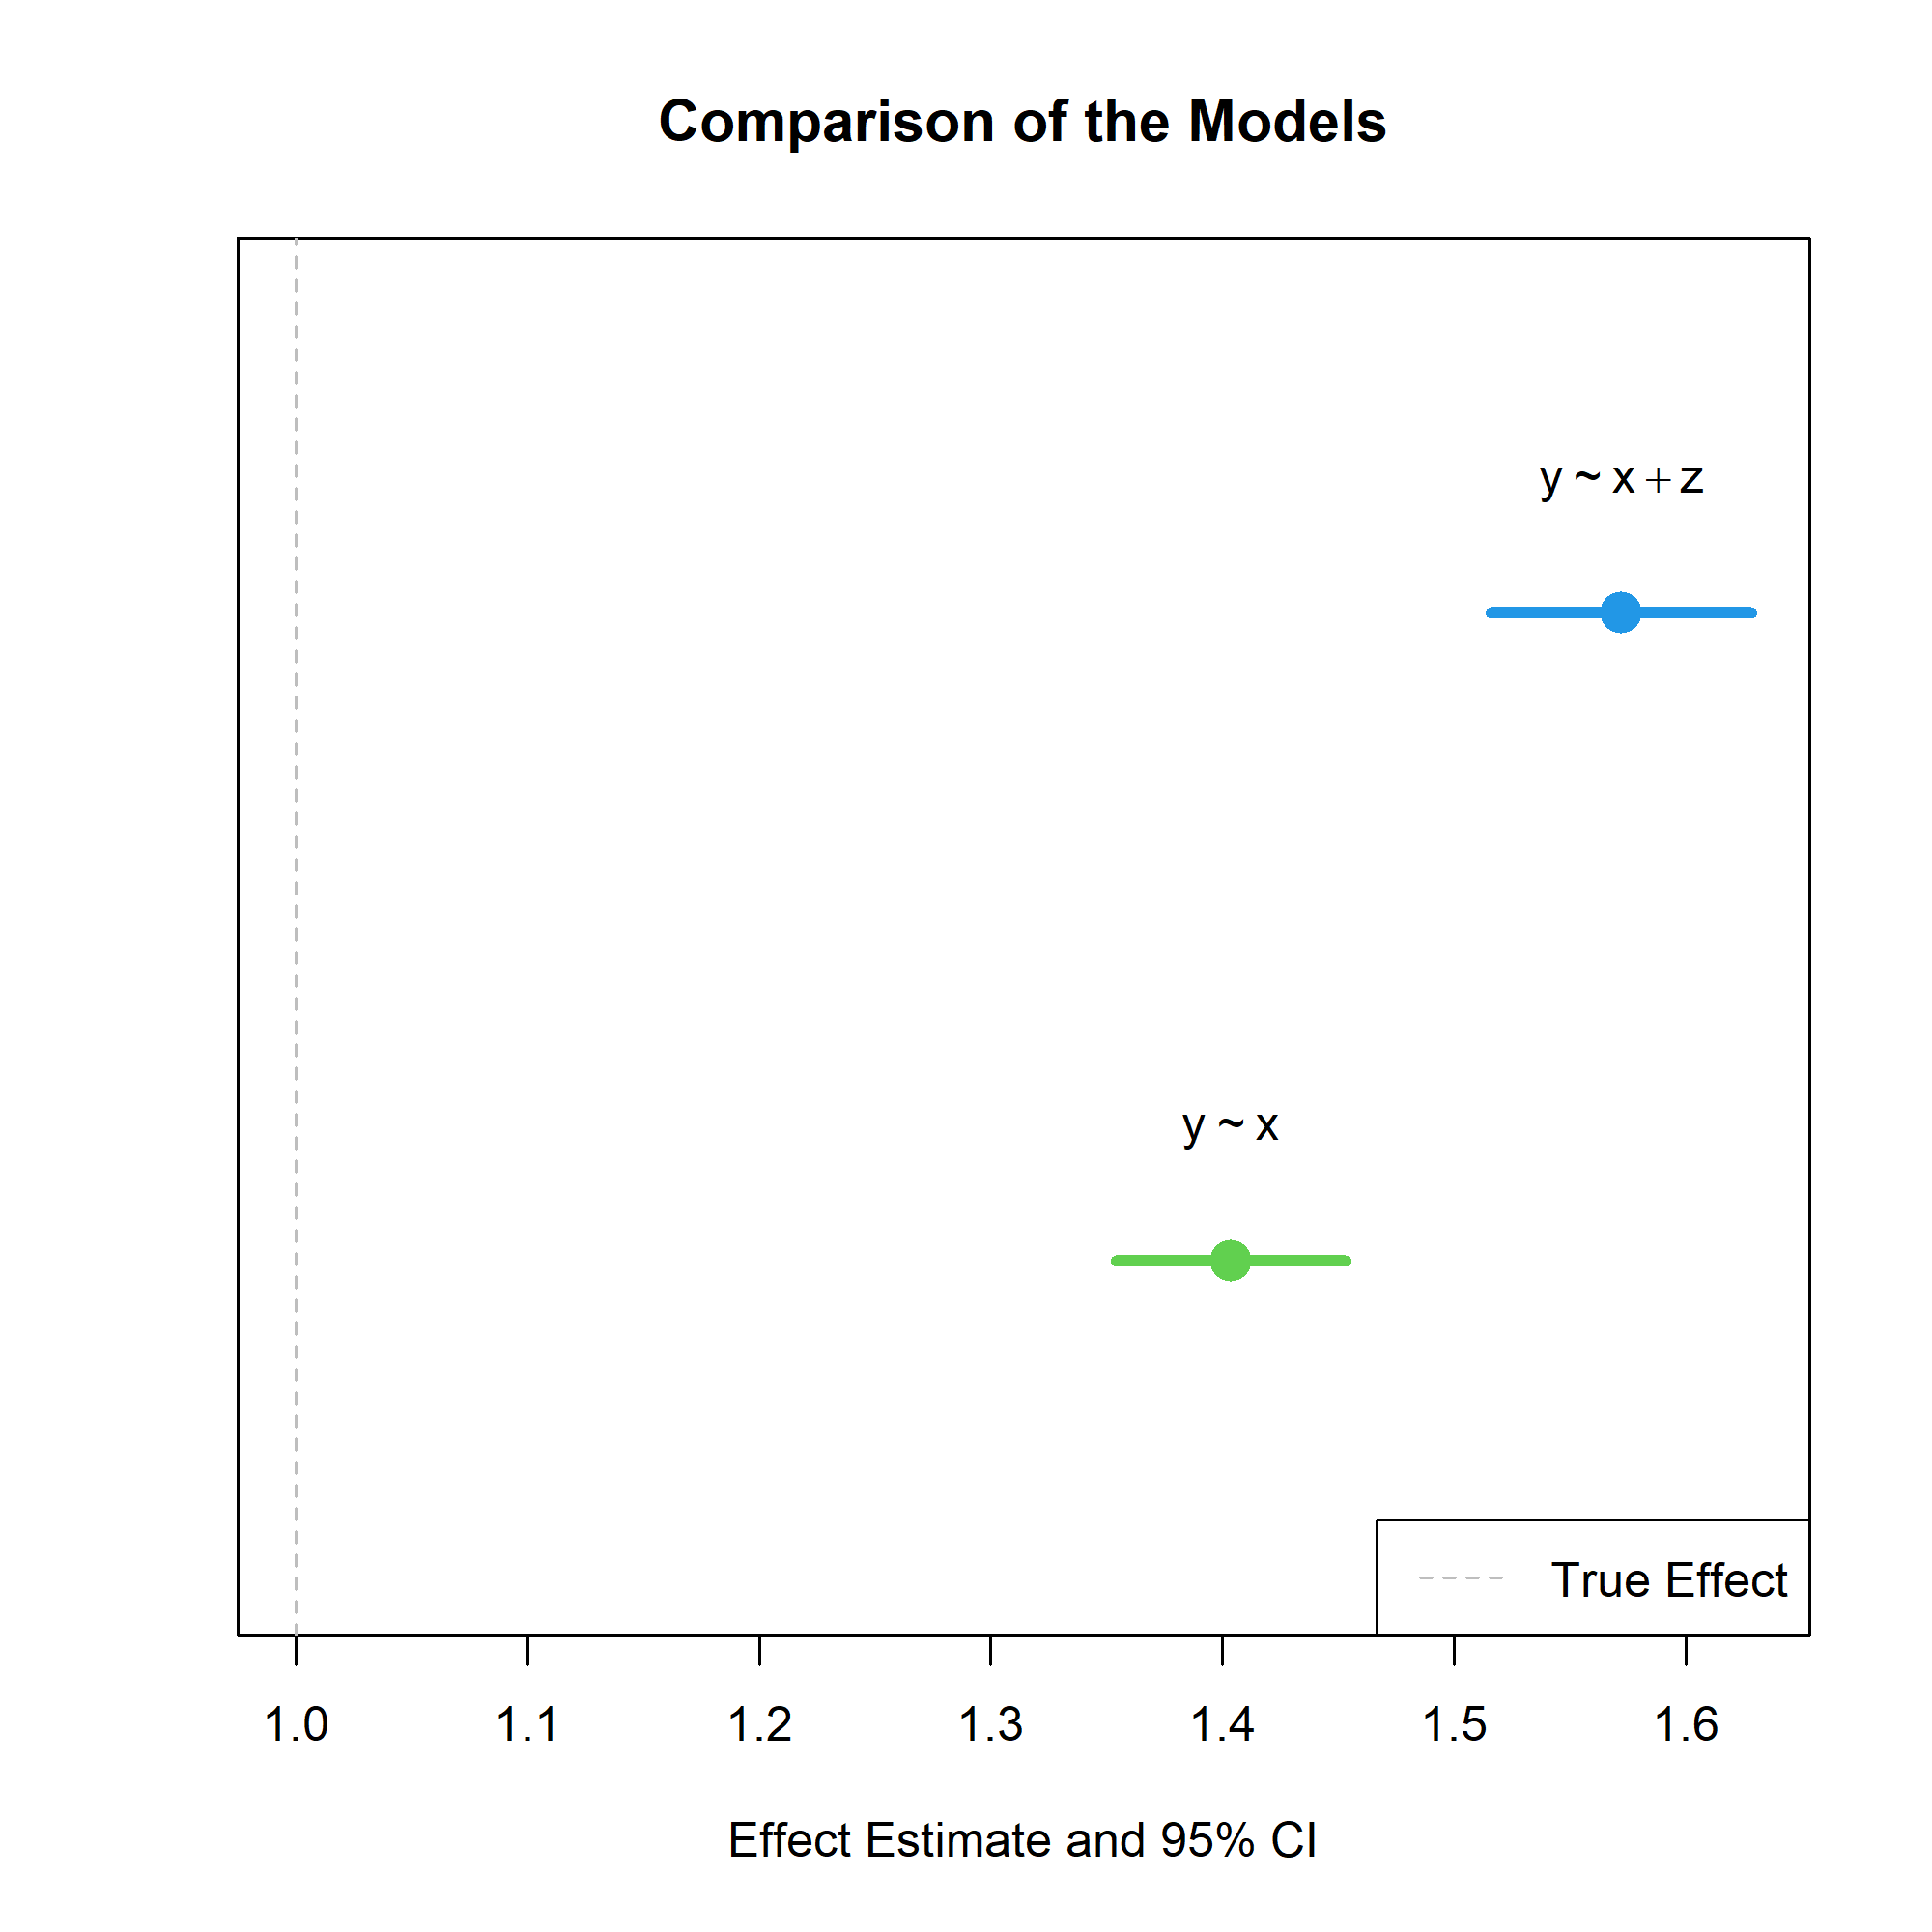 Comparison of the Models
y ~ x + z
y ~ x
True Effect
1.0 1.1 1.2 1.3 1.4 1.5 1.6
Effect Estimate and 95% CI